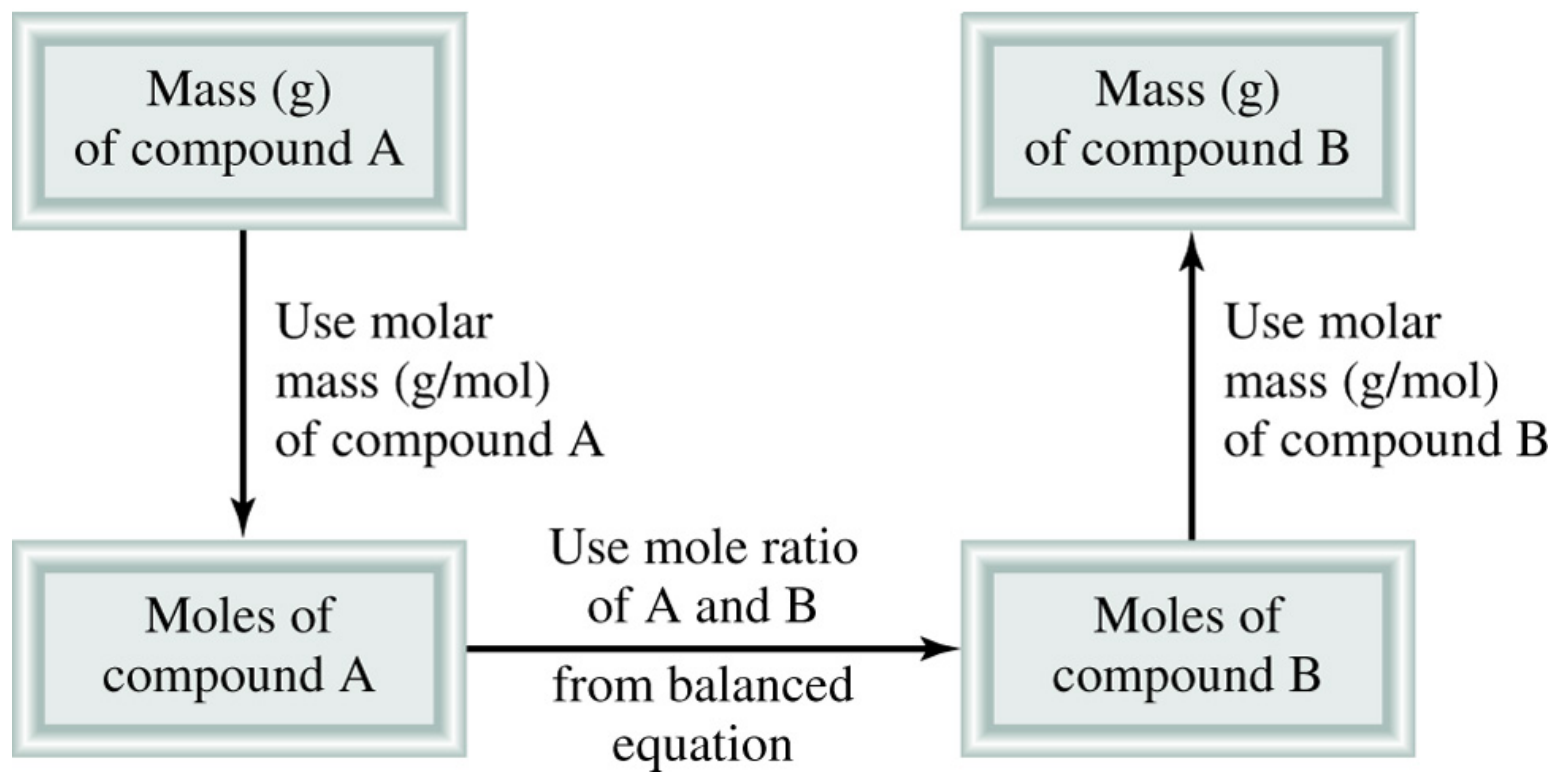 Mass (g)
of compound A
Mass (g)
of compound B
Use molar
mass (g/mol)
of compound A
Use molar
mass (g/mol)
of compound B
Moles of
compound A
Use mole ratio
of A and B
from balanced
equation
Moles of
compound B